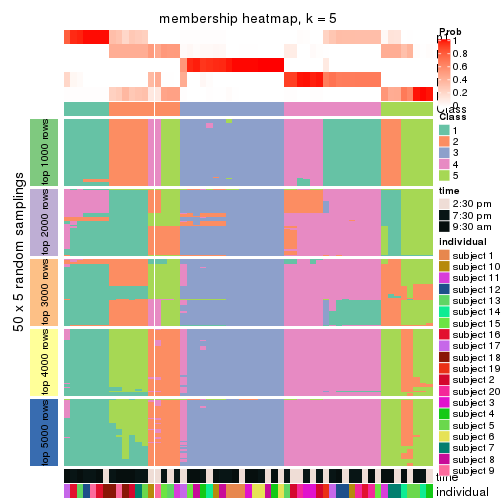 membership heatmap, k = 5
50 x 5 random samplings
top 1000 rows
top 2000 rows
top 3000 rows
top 4000 rows
top 5000 rows
Prob
1
0.8
0.6
0.4
0.2
0
Class
Class
1
2
3
4
5
time
2:30 pm
7:30 pm
9:30 am
individual
subject 1
subject 10
subject 11
subject 12
subject 13
subject 14
subject 15
subject 16
subject 17
subject 18
subject 19
subject 2
subject 20
subject 3
subject 4
subject 5
subject 6
subject 7
subject 8
subject 9
time
individual